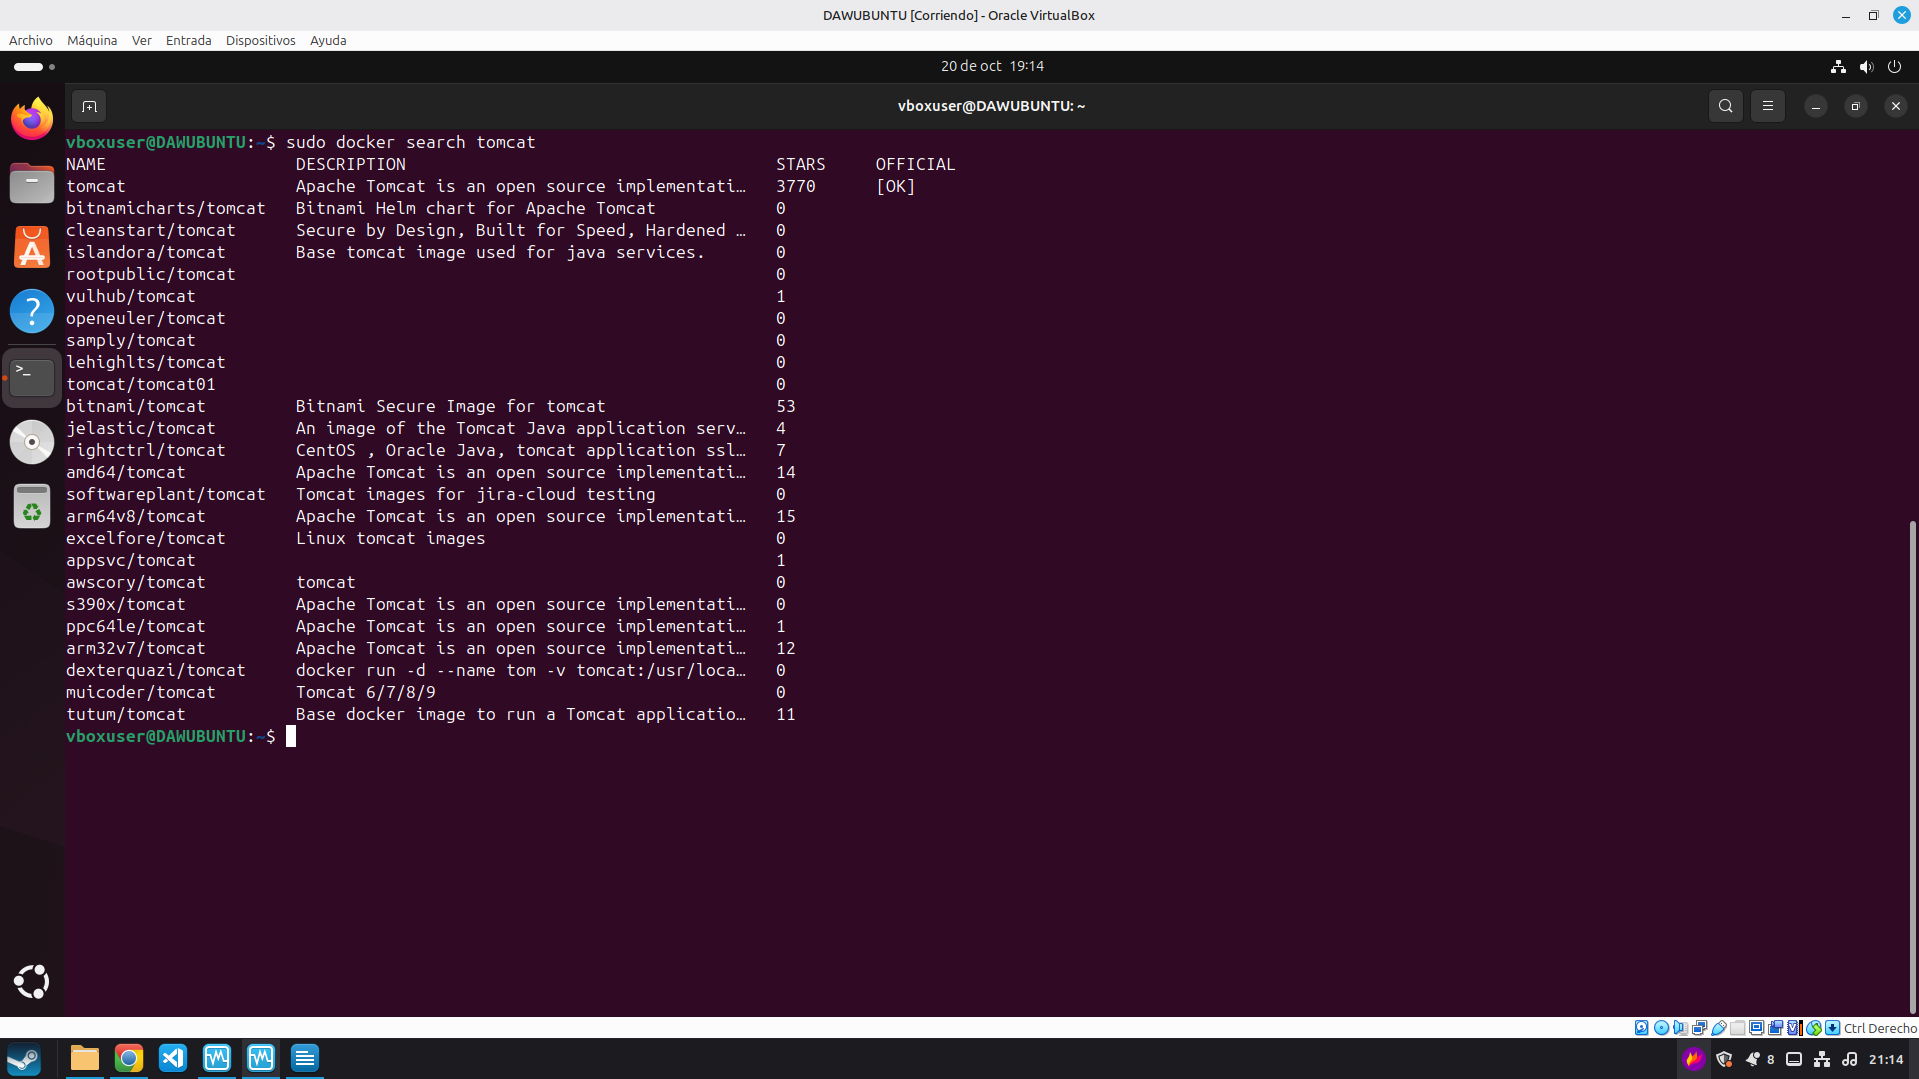 DAWUBUNTU [Corriendo] - Oracle VirtualBox
Archivo Máquina Ver Entrada Dispositivos Ayuda
20 de oct 19:14
vboxuser@DAWUBUNTU: ~
vboxuser@DAWUBUNTU:~$ sudo docker search tomcat
NAME DESCRIPTION STARS OFFICIAL
tomcat Apache Tomcat is an open source implementati… 3770 [OK]
bitnamicharts/tomcat Bitnami Helm chart for Apache Tomcat 0
cleanstart/tomcat Secure by Design, Built for Speed, Hardened … 0
islandora/tomcat Base tomcat image used for java services. 0
rootpublic/tomcat 0
vulhub/tomcat 1
openeuler/tomcat 0
samply/tomcat 0
lehighlts/tomcat 0
tomcat/tomcat01 0
bitnami/tomcat Bitnami Secure Image for tomcat 53
jelastic/tomcat An image of the Tomcat Java application serv… 4
rightctrl/tomcat CentOS , Oracle Java, tomcat application ssl… 7
amd64/tomcat Apache Tomcat is an open source implementati… 14
softwareplant/tomcat Tomcat images for jira-cloud testing 0
arm64v8/tomcat Apache Tomcat is an open source implementati… 15
excelfore/tomcat Linux tomcat images 0
appsvc/tomcat 1
awscory/tomcat tomcat 0
s390x/tomcat Apache Tomcat is an open source implementati… 0
ppc64le/tomcat Apache Tomcat is an open source implementati… 1
arm32v7/tomcat Apache Tomcat is an open source implementati… 12
dexterquazi/tomcat docker run -d --name tom -v tomcat:/usr/loca… 0
muicoder/tomcat Tomcat 6/7/8/9 0
tutum/tomcat Base docker image to run a Tomcat applicatio… 11
vboxuser@DAWUBUNTU:~$
Ctrl Derecho
8 21:14